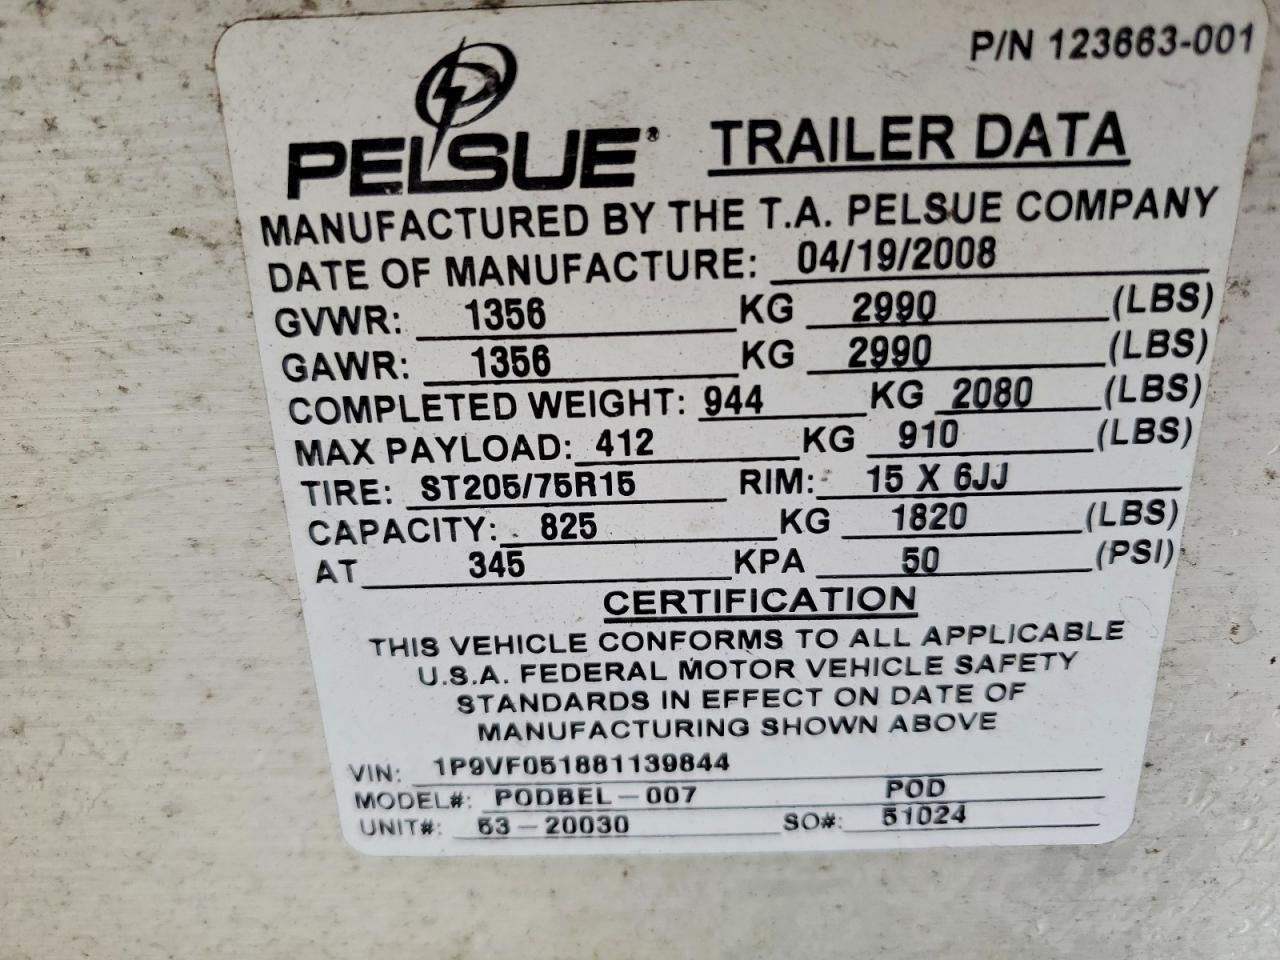 P/N 123663-001
PELSUE® TRAILER DATA
MANUFACTURED BY THE T.A. PELSUE COMPANY
DATE OF MANUFACTURE: 04/19/2008
GVWR: 1356 KG 2990 (LBS)
GAWR: 1356 KG 2990 (LBS)
COMPLETED WEIGHT: 944 KG 2080 (LBS)
MAX PAYLOAD: 412 KG 910 (LBS)
TIRE: ST205/75R15 RIM: 15 X 6JJ
CAPACITY: 825 KG 1820 (LBS)
AT 345 KPA 50 (PSI)
CERTIFICATION
THIS VEHICLE CONFORMS TO ALL APPLICABLE
U.S.A. FEDERAL MOTOR VEHICLE SAFETY
STANDARDS IN EFFECT ON DATE OF
MANUFACTURING SHOWN ABOVE
VIN: 1P9VF051881139844
MODEL#: PODBEL-007 POD
UNIT#: 53-20030 SO#: 51024